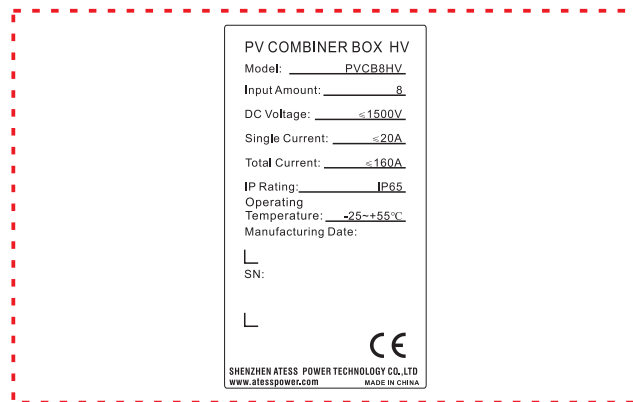 PV COMBINER BOX HV
Model: PVCB8HV
Input Amount: 8
DC Voltage: ≤1500V
Single Current: ≤20A
Total Current: ≤160A
IP Rating: IP65
Operating
Temperature: -25~+55℃
Manufacturing Date:
SN:
CE
SHENZHEN ATESS POWER TECHNOLOGY CO.,LTD
www.atesspower.com MADE IN CHINA